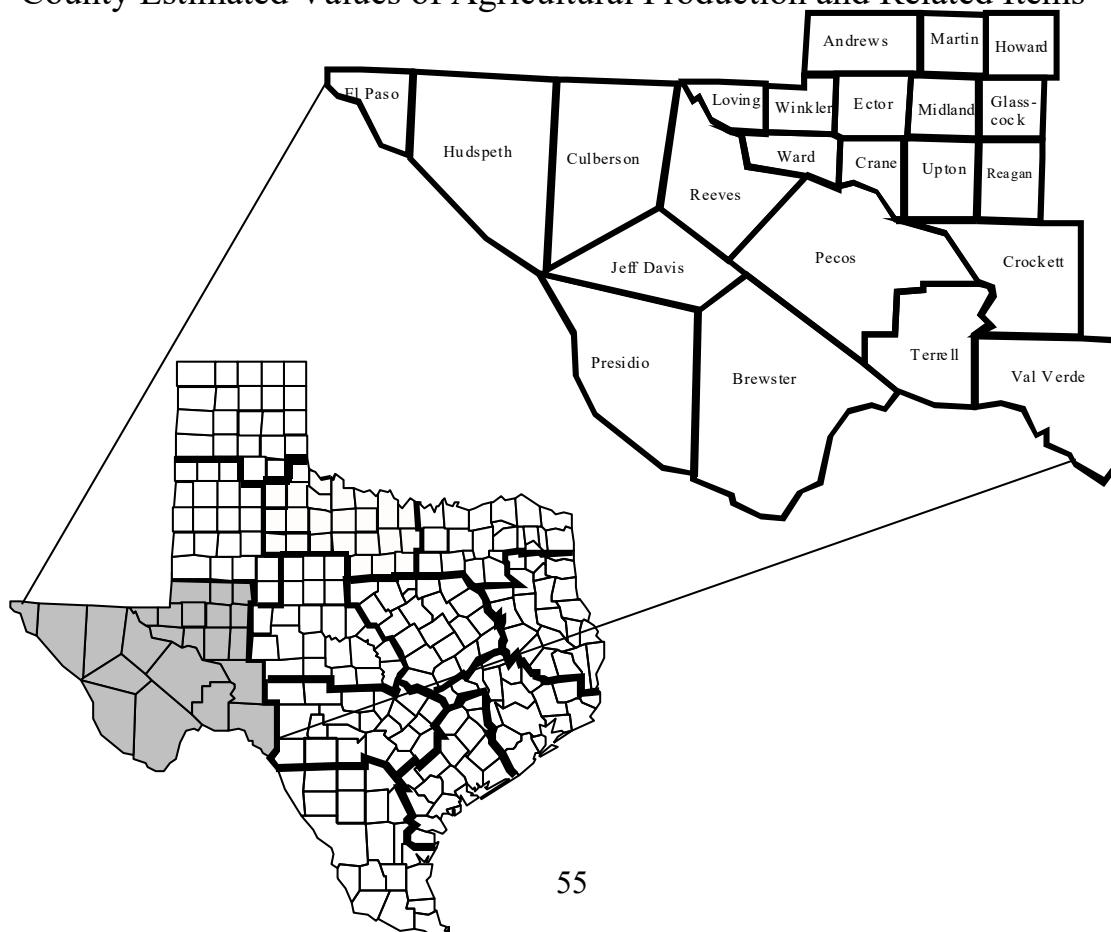 County Estimated Values of Agricultural Production and Related Items
Andrews
Martin
Howard
El Paso
Loving
Winkler
Ector
Midland
Glass-
cock
Hudspeth
Culberson
Ward
Crane
Upton
Reagan
Reeves
Jeff Davis
Pecos
Crockett
Presidio
Brewster
Terrell
Val Verde
55